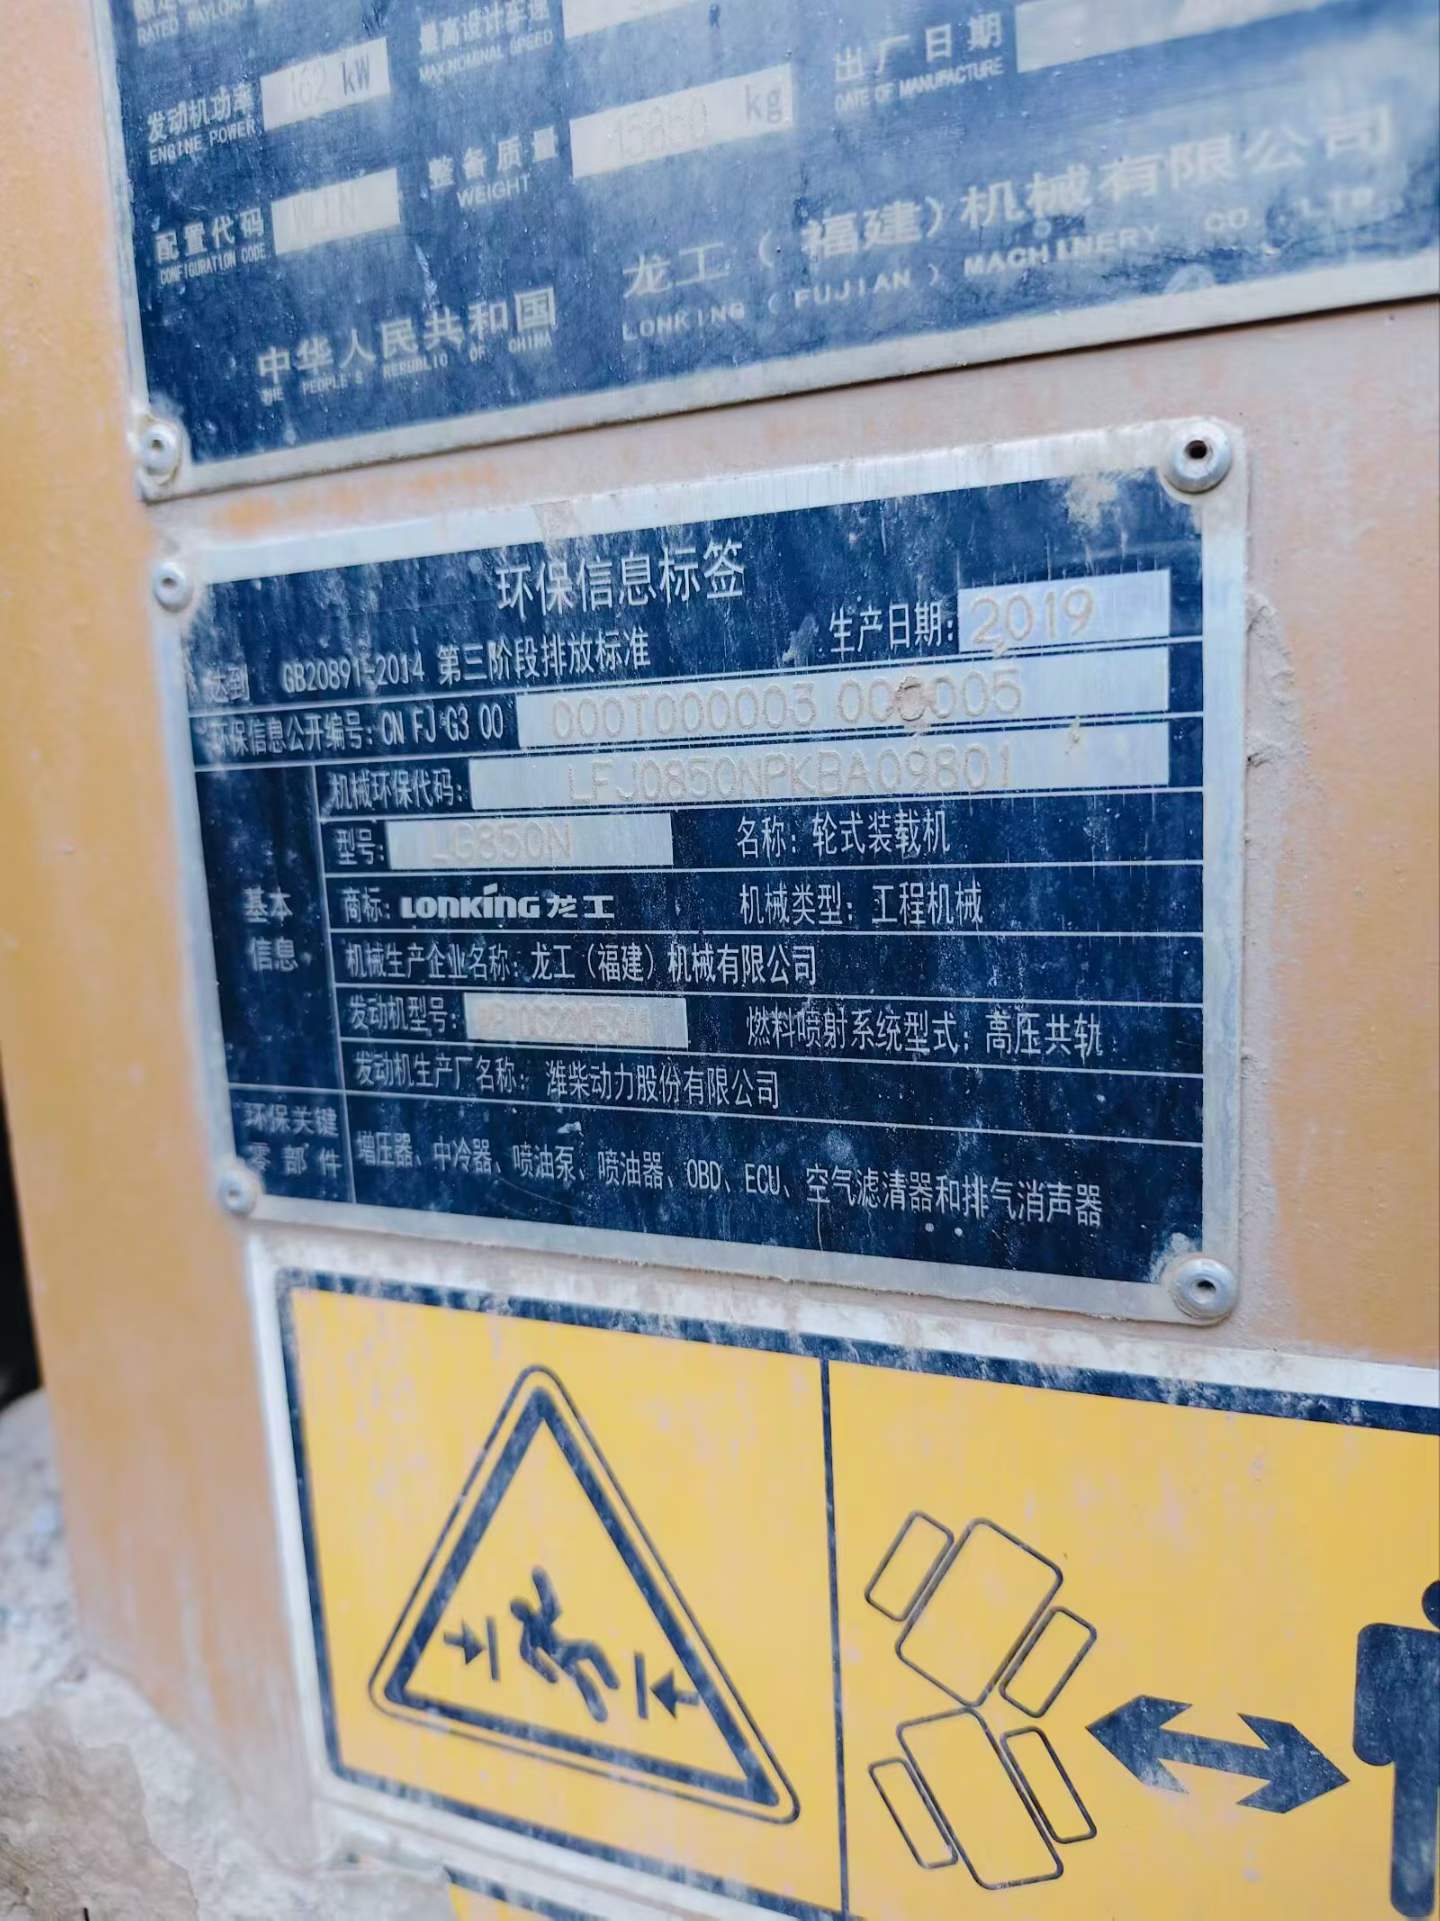 RATED PAYLOAD
最高设计车速
MAX.NOMINAL SPEED
出厂日期
DATE OF MANUFACTURE
发动机功率 162 kW
ENGINE POWER
整备质量 kg
WEIGHT
配置代码
CONFIGURATION CODE
中华人民共和国
THE PEOPLE'S REPUBLIC OF CHINA
龙工(福建)机械有限公司
LONKING (FUJIAN) MACHINERY CO., LTD.
环保信息标签
达到 GB20891-2014 第三阶段排放标准 生产日期: 2019
环保信息公开编号: CN FJ G3 00 000T000003 000005
机械环保代码: LFJ0850NPKBA09801
型号: LG850N 名称: 轮式装载机
基本信息
商标: LONKING 龙工 机械类型: 工程机械
机械生产企业名称: 龙工(福建)机械有限公司
发动机型号: 燃料喷射系统型式: 高压共轨
发动机生产厂名称: 潍柴动力股份有限公司
环保关键零部件
增压器、中冷器、喷油泵、喷油器、OBD、ECU、空气滤清器和排气消声器